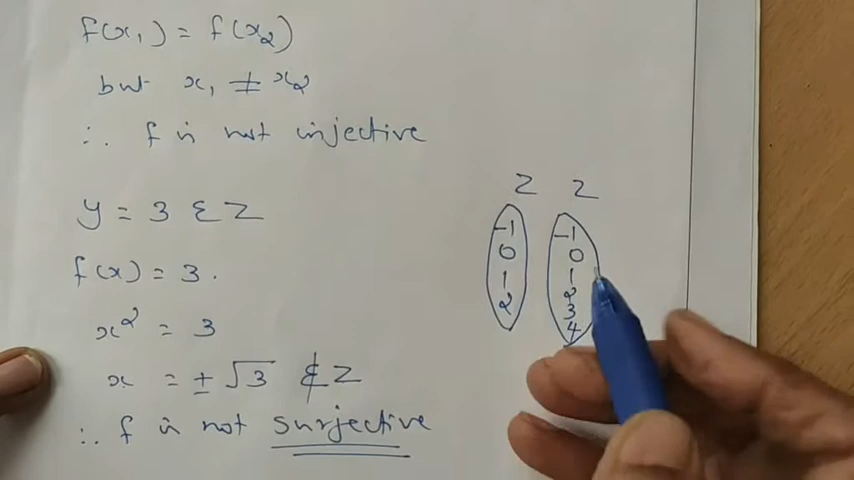 f(x₁) = f(x₂)
but x₁ ≠ x₂
∴ f is not injective
y = 3 ∈ Z
f(x) = 3.
x² = 3
x = ± √3 ∉ Z
∴ f is not surjective
Z Z
-1 -1
0 0
1 1
2 2
3
4